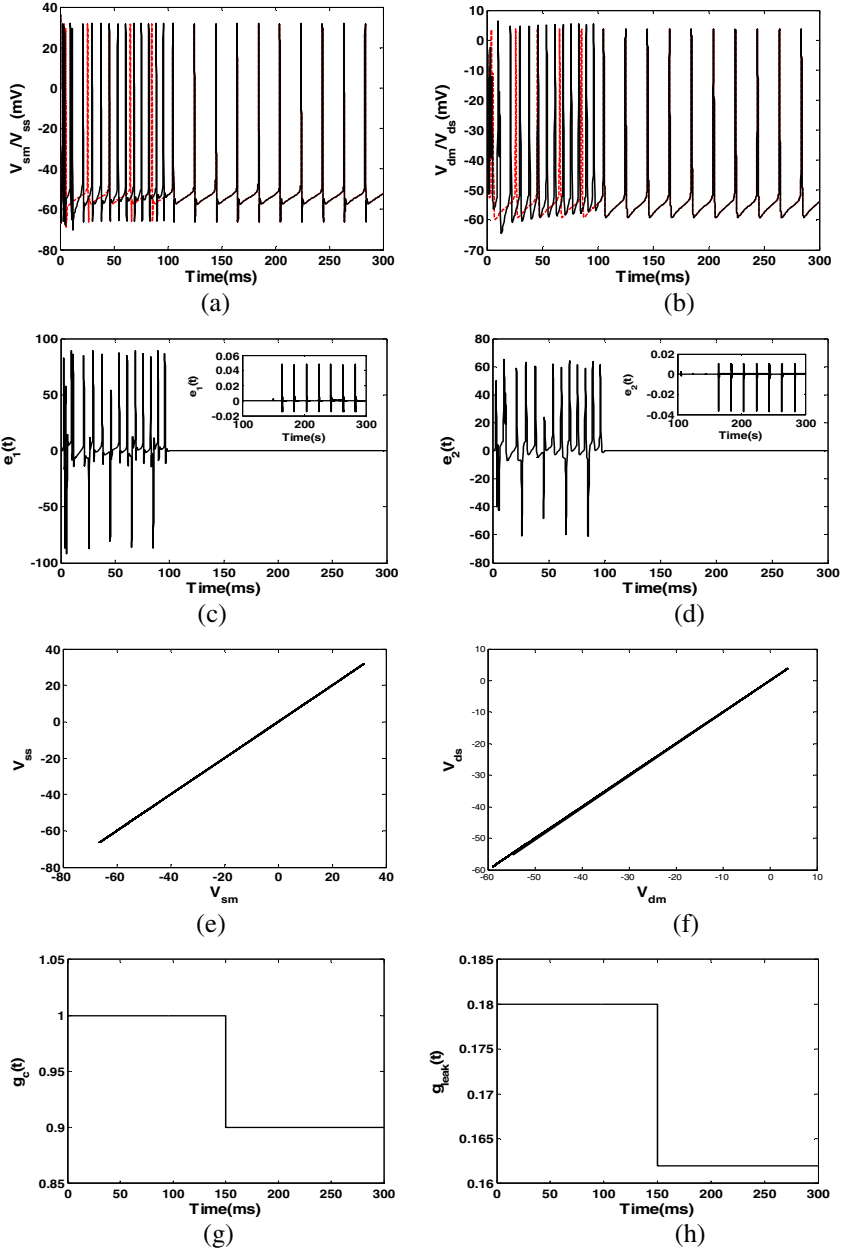 40
20
0
-20
-40
-60
-80
V_sm/V_ss(mV)
0 50 100 150 200 250 300
Time(ms)
(a)
10
0
-10
-20
-30
-40
-50
-60
-70
V_dm/V_ds(mV)
0 50 100 150 200 250 300
Time(ms)
(b)
100
50
0
-50
-100
e_1(t)
0.06
0.04
0.02
0
-0.02
e_1(t)
100 200 300
Time(s)
0 50 100 150 200 250 300
Time(ms)
(c)
80
60
40
20
0
-20
-40
-60
-80
e_2(t)
0.02
0
-0.02
-0.04
e_2(t)
100 200 300
Time(s)
0 50 100 150 200 250 300
Time(ms)
(d)
40
20
0
-20
-40
-60
-80
V_ss
-80 -60 -40 -20 0 20 40
V_sm
(e)
10
0
-10
-20
-30
-40
-50
-60
V_ds
-60 -50 -40 -30 -20 -10 0 10
V_dm
(f)
1.05
1
0.95
0.9
0.85
g_c(t)
0 50 100 150 200 250 300
Time(ms)
(g)
0.185
0.18
0.175
0.17
0.165
0.16
g_leak(t)
0 50 100 150 200 250 300
Time(ms)
(h)